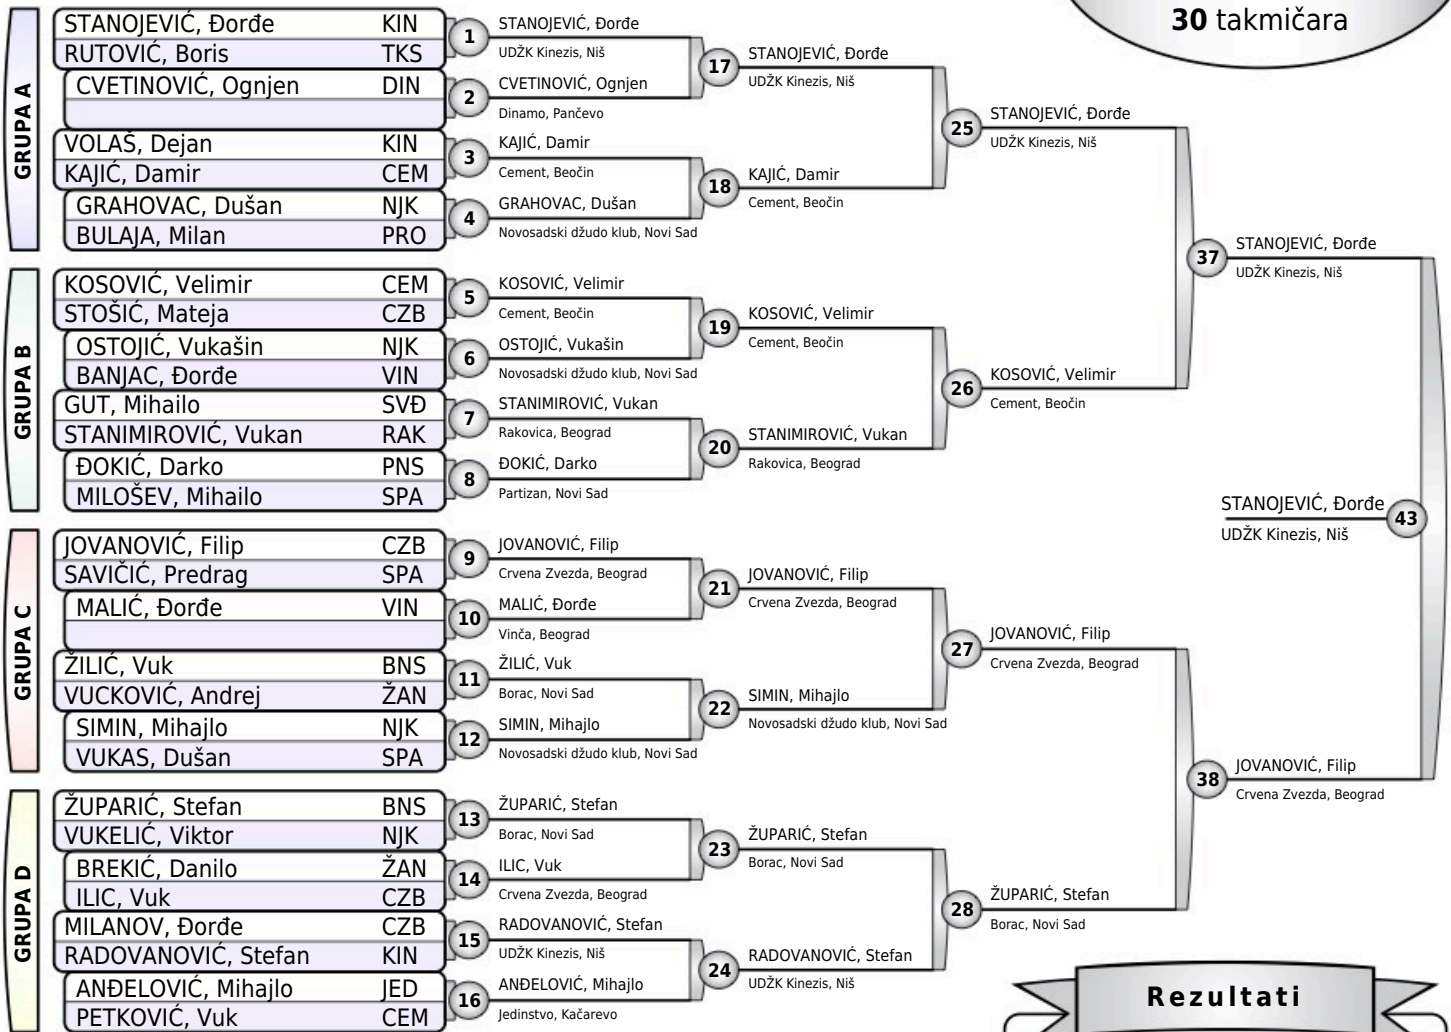 30 takmičara
GRUPA A
STANOJEVIĆ, Đorđe KIN
RUTOVIĆ, Boris TKS
CVETINOVIĆ, Ognjen DIN
VOLAŠ, Dejan KIN
KAJIĆ, Damir CEM
GRAHOVAC, Dušan NJK
BULAJA, Milan PRO
GRUPA B
KOSOVIĆ, Velimir CEM
STOŠIĆ, Mateja CZB
OSTOJIĆ, Vukašin NJK
BANJAC, Đorđe VIN
GUT, Mihailo SVĐ
STANIMIROVIĆ, Vukan RAK
ĐOKIĆ, Darko PNS
MILOŠEV, Mihailo SPA
GRUPA C
JOVANOVIĆ, Filip CZB
SAVIČIĆ, Predrag SPA
MALIĆ, Đorđe VIN
ŽILIĆ, Vuk BNS
VUCKOVIĆ, Andrej ŽAN
SIMIN, Mihajlo NJK
VUKAS, Dušan SPA
GRUPA D
ŽUPARIĆ, Stefan BNS
VUKELIĆ, Viktor NJK
BREKIĆ, Danilo ŽAN
ILIC, Vuk CZB
MILANOV, Đorđe CZB
RADOVANOVIĆ, Stefan KIN
ANĐELOVIĆ, Mihajlo JED
PETKOVIĆ, Vuk CEM
1 STANOJEVIĆ, Đorđe
UDŽK Kinezis, Niš
2 CVETINOVIĆ, Ognjen
Dinamo, Pančevo
3 KAJIĆ, Damir
Cement, Beočin
4 GRAHOVAC, Dušan
Novosadski džudo klub, Novi Sad
5 KOSOVIĆ, Velimir
Cement, Beočin
6 OSTOJIĆ, Vukašin
Novosadski džudo klub, Novi Sad
7 STANIMIROVIĆ, Vukan
Rakovica, Beograd
8 ĐOKIĆ, Darko
Partizan, Novi Sad
9 JOVANOVIĆ, Filip
Crvena Zvezda, Beograd
10 MALIĆ, Đorđe
Vinča, Beograd
11 ŽILIĆ, Vuk
Borac, Novi Sad
12 SIMIN, Mihajlo
Novosadski džudo klub, Novi Sad
13 ŽUPARIĆ, Stefan
Borac, Novi Sad
14 ILIC, Vuk
Crvena Zvezda, Beograd
15 RADOVANOVIĆ, Stefan
UDŽK Kinezis, Niš
16 ANĐELOVIĆ, Mihajlo
Jedinstvo, Kačarevo
17 STANOJEVIĆ, Đorđe
UDŽK Kinezis, Niš
18 KAJIĆ, Damir
Cement, Beočin
19 KOSOVIĆ, Velimir
Cement, Beočin
20 STANIMIROVIĆ, Vukan
Rakovica, Beograd
21 JOVANOVIĆ, Filip
Crvena Zvezda, Beograd
22 SIMIN, Mihajlo
Novosadski džudo klub, Novi Sad
23 ŽUPARIĆ, Stefan
Borac, Novi Sad
24 RADOVANOVIĆ, Stefan
UDŽK Kinezis, Niš
25 STANOJEVIĆ, Đorđe
UDŽK Kinezis, Niš
26 KOSOVIĆ, Velimir
Cement, Beočin
27 JOVANOVIĆ, Filip
Crvena Zvezda, Beograd
28 ŽUPARIĆ, Stefan
Borac, Novi Sad
37 STANOJEVIĆ, Đorđe
UDŽK Kinezis, Niš
38 JOVANOVIĆ, Filip
Crvena Zvezda, Beograd
STANOJEVIĆ, Đorđe 43
UDŽK Kinezis, Niš
Rezultati